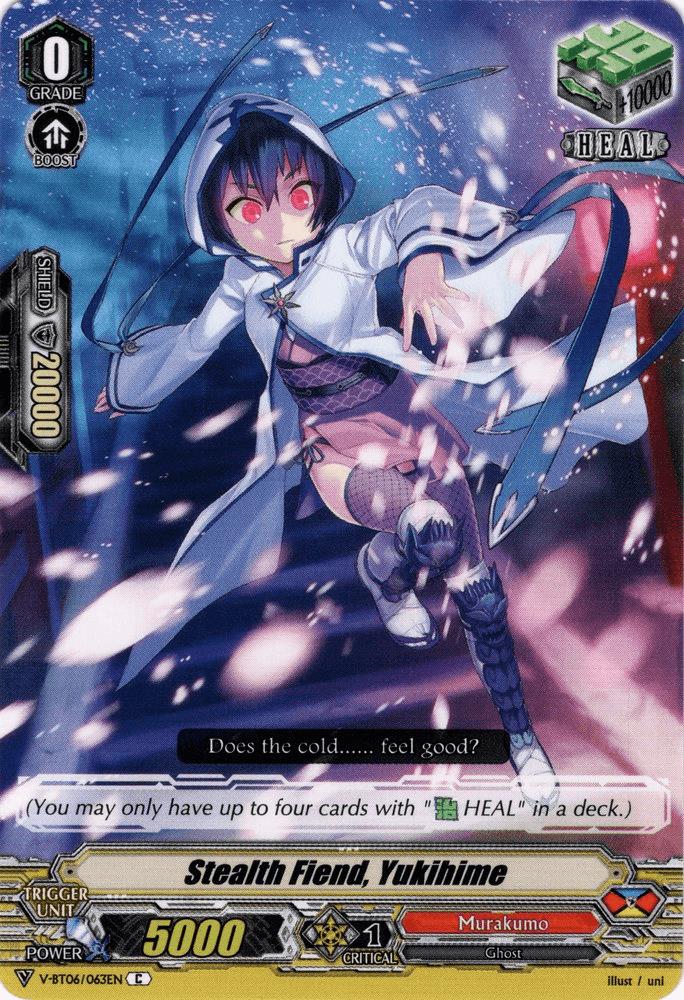 0
GRADE
BOOST
治
+10000
HEAL
SHIELD
20000
Does the cold...... feel good?
(You may only have up to four cards with "治 HEAL" in a deck.)
Stealth Fiend, Yukihime
TRIGGER
UNIT
POWER
5000
1
CRITICAL
Murakumo
Ghost
V-BT06/063EN C
illust / uni